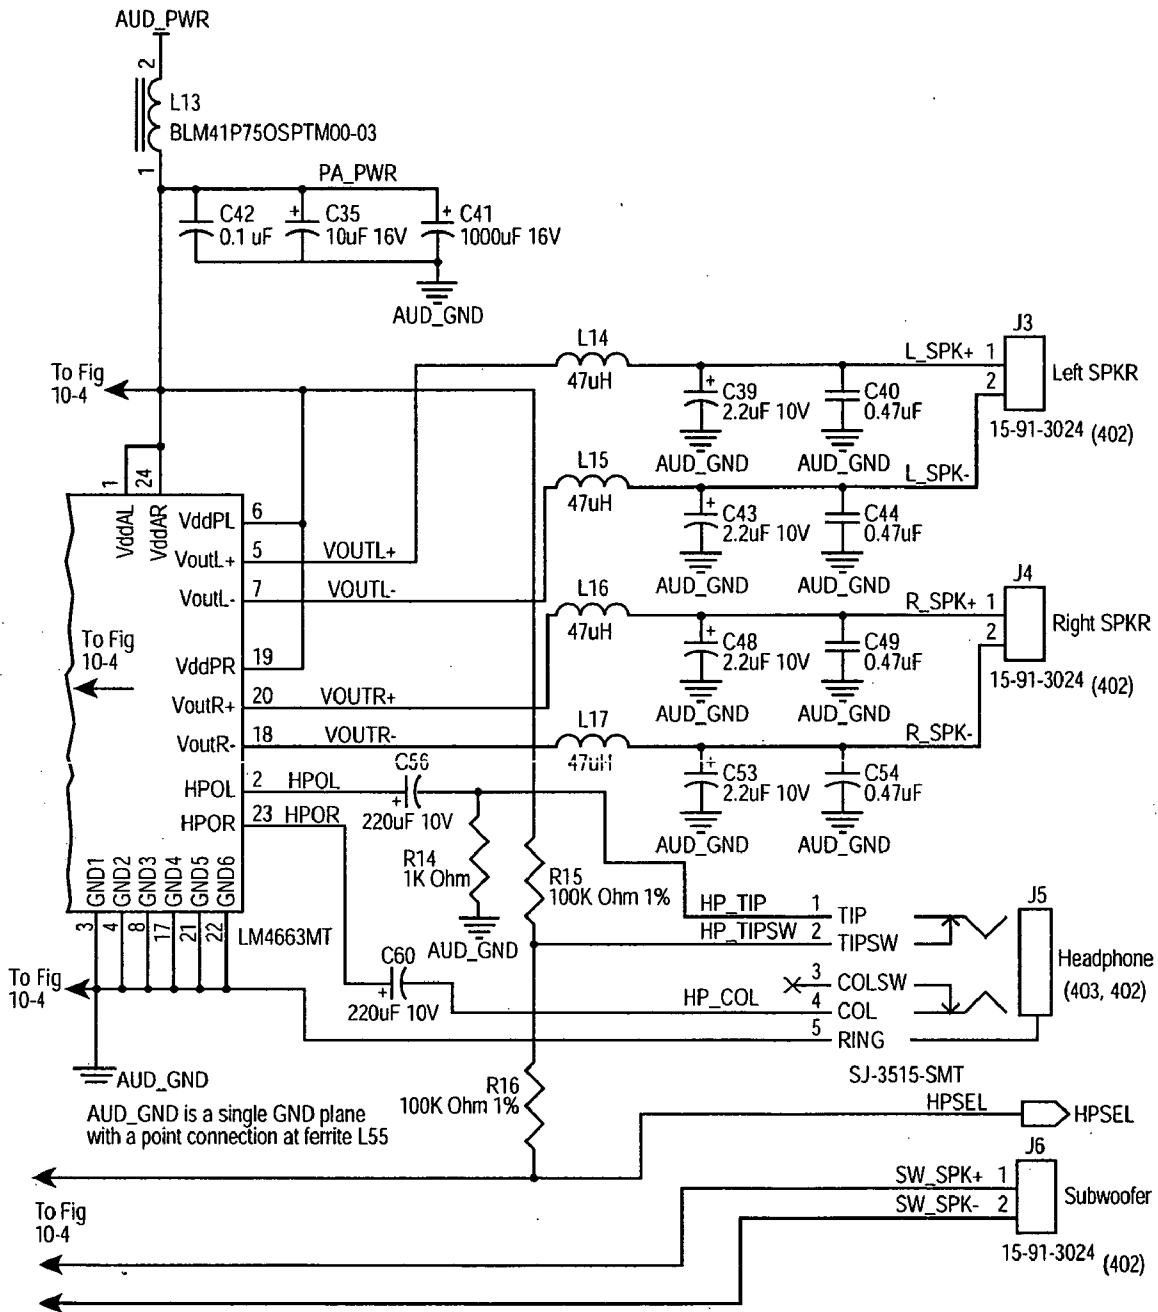 AUD_PWR
2
L13
BLM41P75OSPTM00-03
1
PA_PWR
C42
0.1 uF
+ C35
10uF 16V
+ C41
1000uF 16V
AUD_GND
To Fig
10-4
L14
47uH
L_SPK+ 1
2
J3
Left SPKR
15-91-3024 (402)
+ C39
2.2uF 10V
AUD_GND
C40
0.47uF
AUD_GND
L15
47uH
L_SPK-
+ C43
2.2uF 10V
AUD_GND
C44
0.47uF
AUD_GND
1
24
VddAL
VddAR
VddPL 6
VoutL+ 5 VOUTL+
VoutL- 7 VOUTL-
To Fig
10-4
VddPR 19
VoutR+ 20 VOUTR+
VoutR- 18 VOUTR-
HPOL 2 HPOL
HPOR 23 HPOR
L16
47uH
R_SPK+ 1
2
J4
Right SPKR
15-91-3024 (402)
+ C48
2.2uF 10V
AUD_GND
C49
0.47uF
AUD_GND
L17
47uH
R_SPK-
+ C53
2.2uF 10V
AUD_GND
C54
0.47uF
AUD_GND
C56
+
220uF 10V
R14
1K Ohm
AUD_GND
R15
100K Ohm 1%
GND1
GND2
GND3
GND4
GND5
GND6
3
4
8
17
21
22
LM4663MT
To Fig
10-4
C60
+
220uF 10V
HP_TIP 1 TIP
HP_TIPSW 2 TIPSW
3 COLSW
HP_COL 4 COL
5 RING
J5
Headphone
(403, 402)
SJ-3515-SMT
AUD_GND
AUD_GND is a single GND plane
with a point connection at ferrite L55
R16
100K Ohm 1%
HPSEL
HPSEL
To Fig
10-4
J6
SW_SPK+ 1
SW_SPK- 2
Subwoofer
15-91-3024 (402)